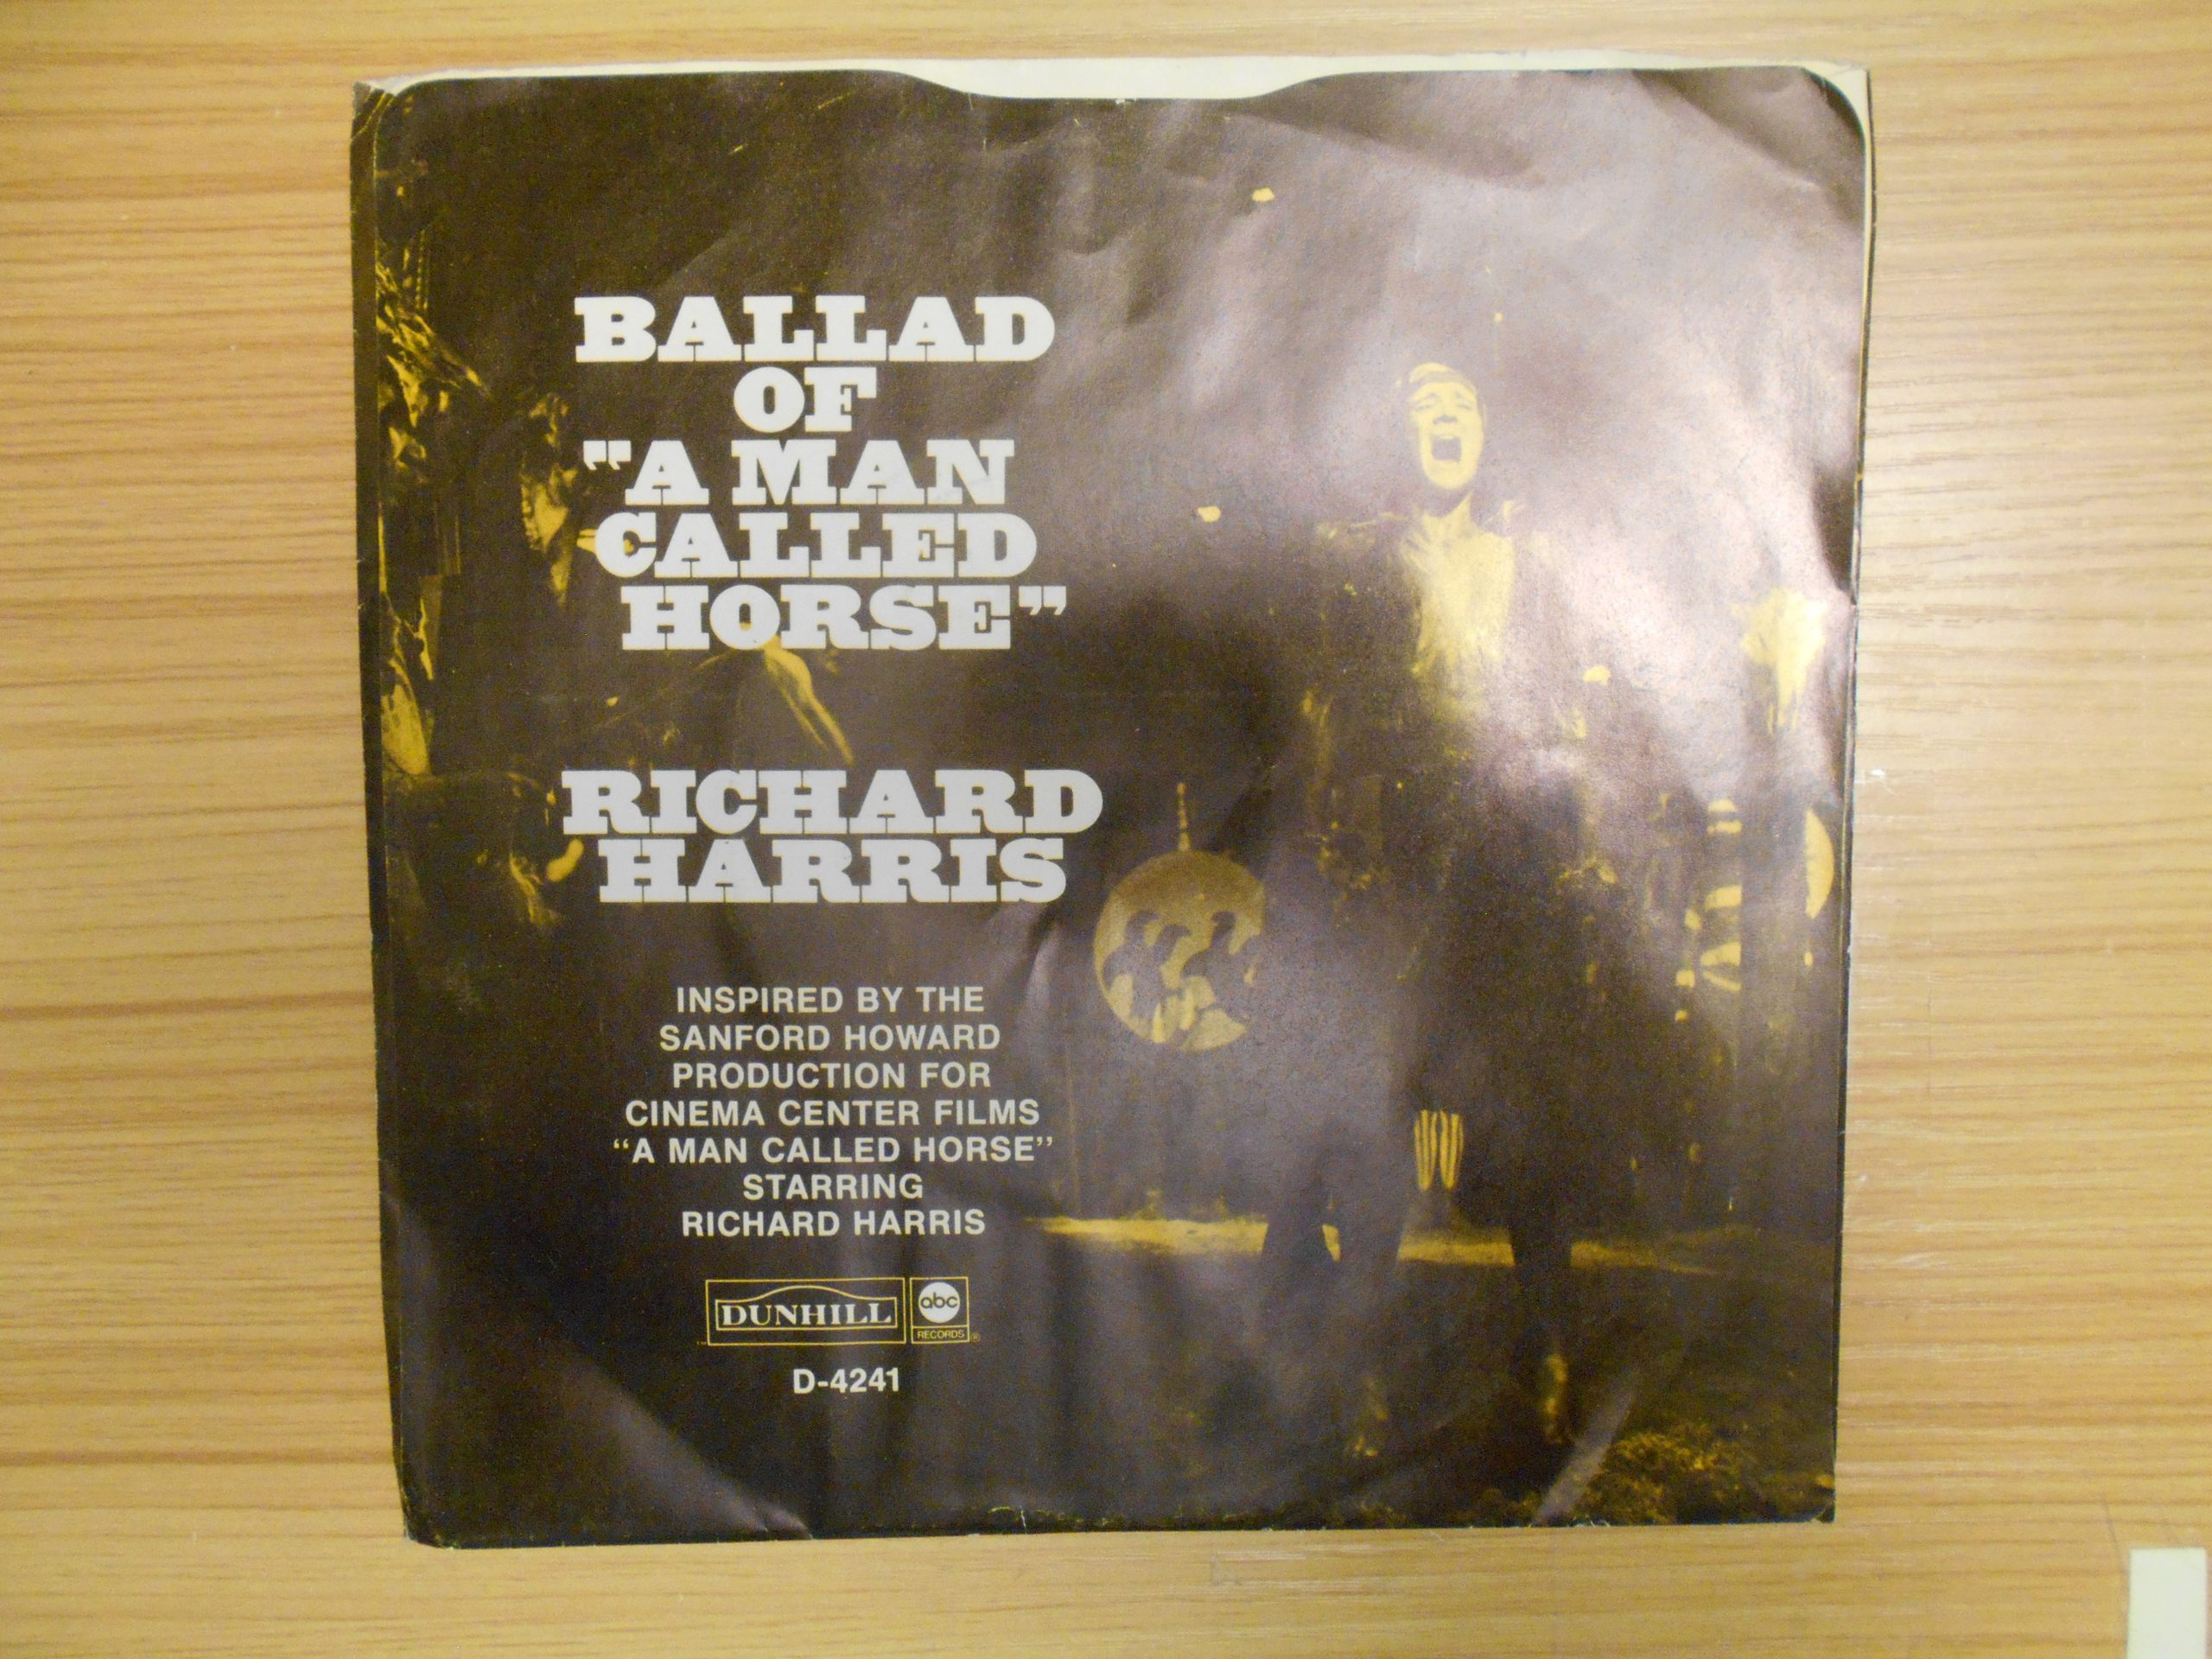 BALLAD
OF
"A MAN
CALLED
HORSE"
RICHARD
HARRIS
INSPIRED BY THE
SANFORD HOWARD
PRODUCTION FOR
CINEMA CENTER FILMS
“A MAN CALLED HORSE”
STARRING
RICHARD HARRIS
™ DUNHILL abc
RECORDS ®
D-4241